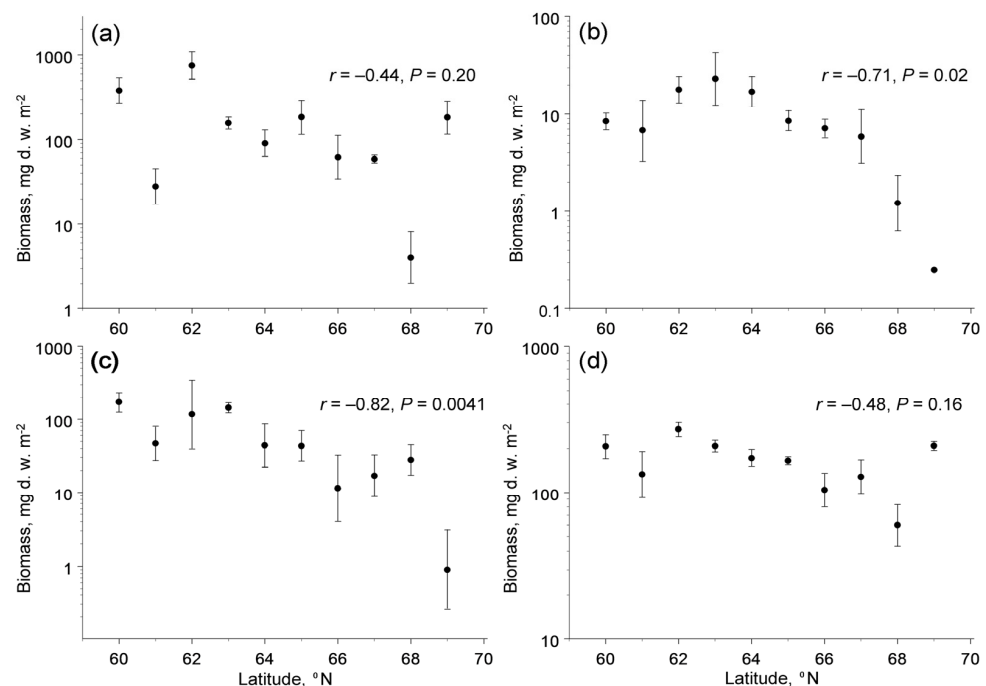 (a)
r = –0.44, P = 0.20
Biomass, mg d. w. m-2
1000
100
10
1
60 62 64 66 68 70
(b)
r = –0.71, P = 0.02
Biomass, mg d. w. m-2
100
10
1
0.1
60 62 64 66 68 70
(c)
r = –0.82, P = 0.0041
Biomass, mg d. w. m-2
1000
100
10
1
60 62 64 66 68 70
Latitude, °N
(d)
r = –0.48, P = 0.16
Biomass, mg d. w. m-2
1000
100
10
60 62 64 66 68 70
Latitude, °N